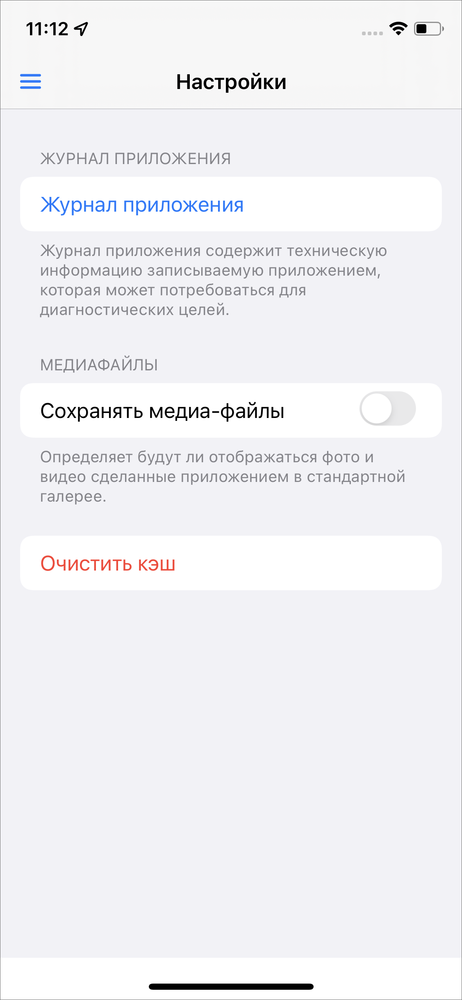 11:12
Настройки
ЖУРНАЛ ПРИЛОЖЕНИЯ
Журнал приложения
Журнал приложения содержит техническую
информацию записываемую приложением,
которая может потребоваться для
диагностических целей.
МЕДИАФАЙЛЫ
Сохранять медиа-файлы
Определяет будут ли отображаться фото и
видео сделанные приложением в стандартной
галерее.
Очистить кэш